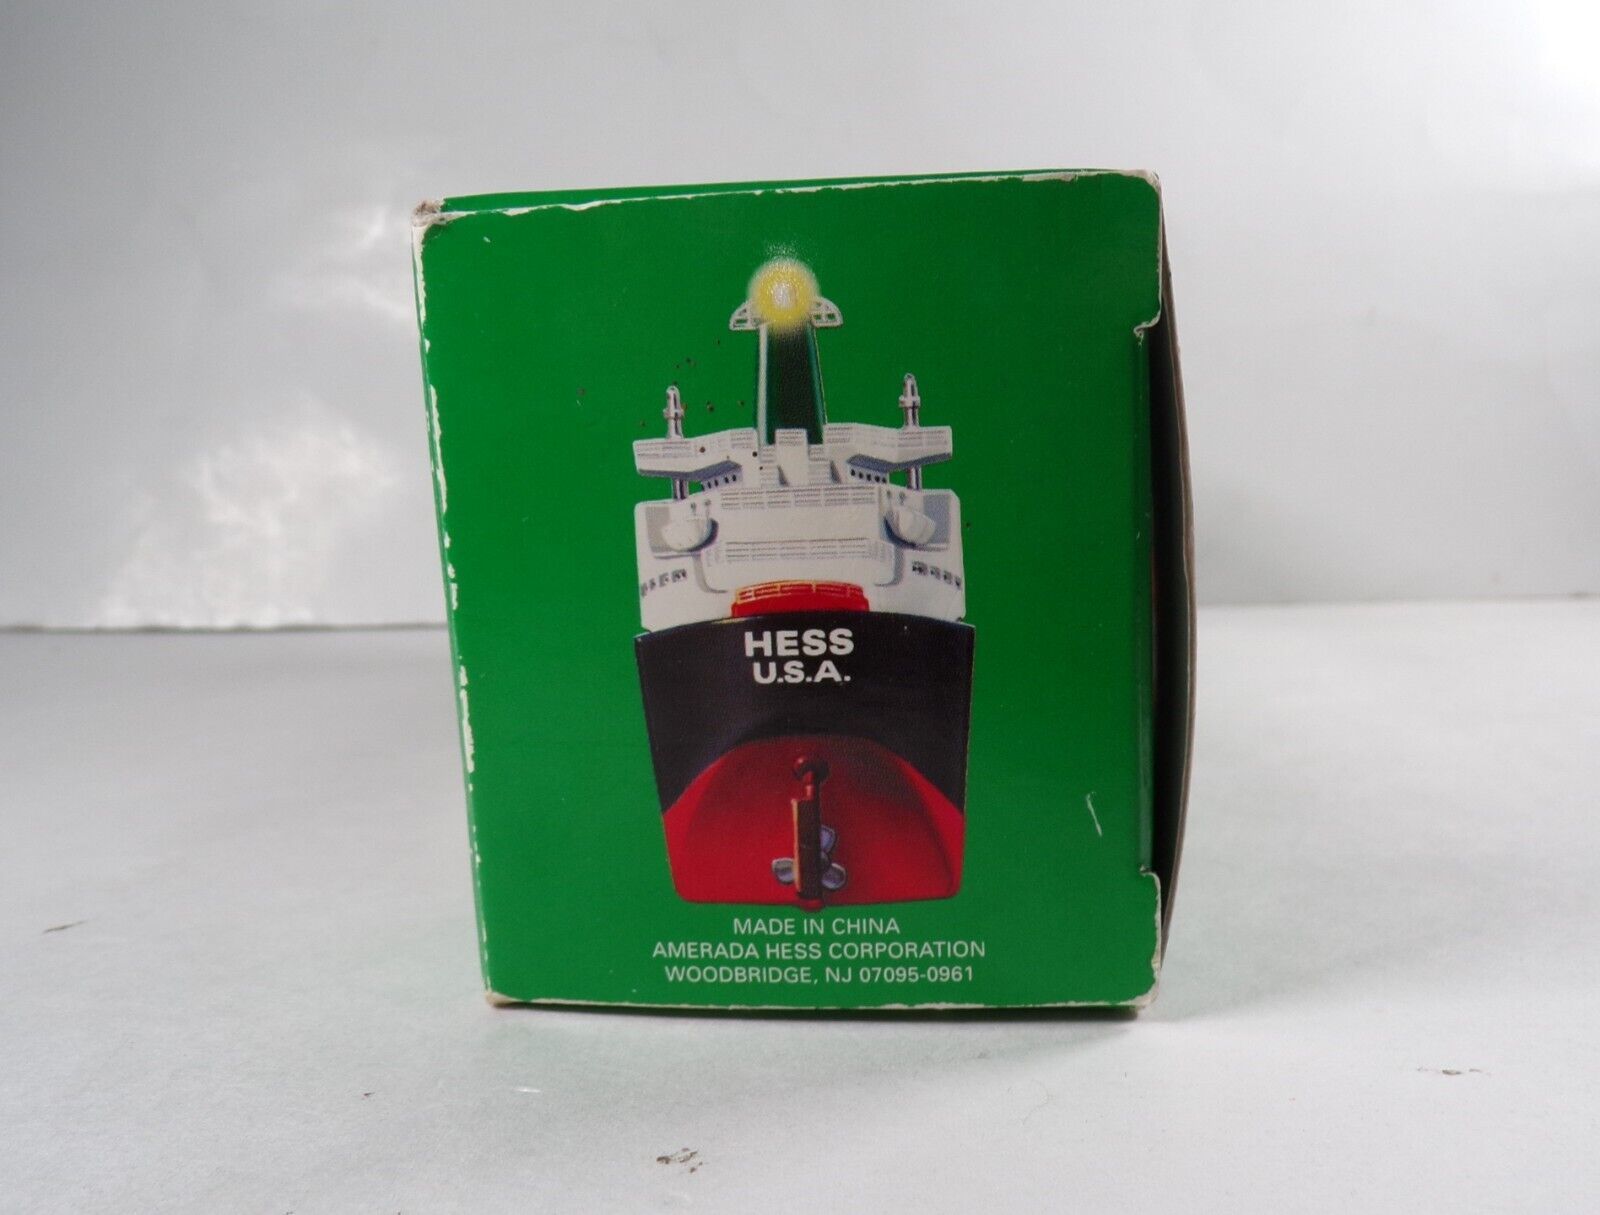 HESS
U.S.A.
MADE IN CHINA
AMERADA HESS CORPORATION
WOODBRIDGE, NJ 07095-0961